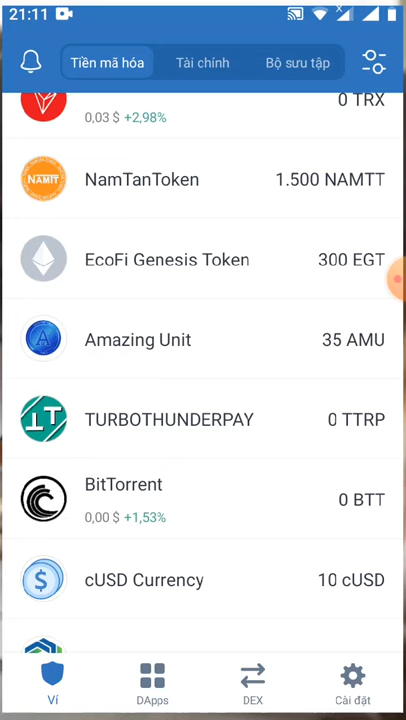 21:11
Tiền mã hóa
Tài chính
Bộ sưu tập
0 TRX
0,03 $ +2,98%
NAMTT
NamTanToken
1.500 NAMTT
EcoFi Genesis Token
300 EGT
Amazing Unit
35 AMU
TURBOTHUNDERPAY
0 TTRP
BitTorrent
0 BTT
0,00 $ +1,53%
cUSD Currency
10 cUSD
Ví
DApps
DEX
Cài đặt